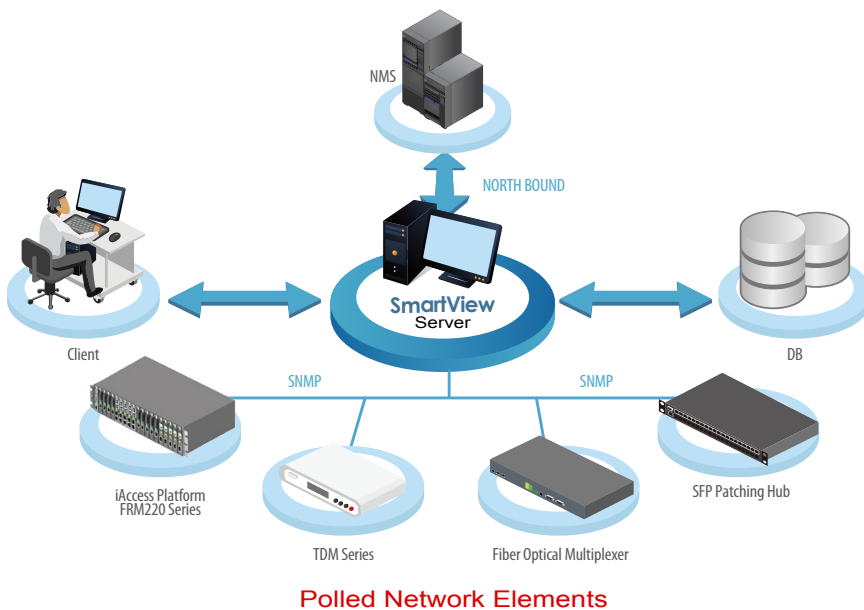 NMS
NORTH BOUND
SmartView
Server
Client
DB
SNMP
SNMP
iAccess Platform
FRM220 Series
TDM Series
Fiber Optical Multiplexer
SFP Patching Hub
Polled Network Elements